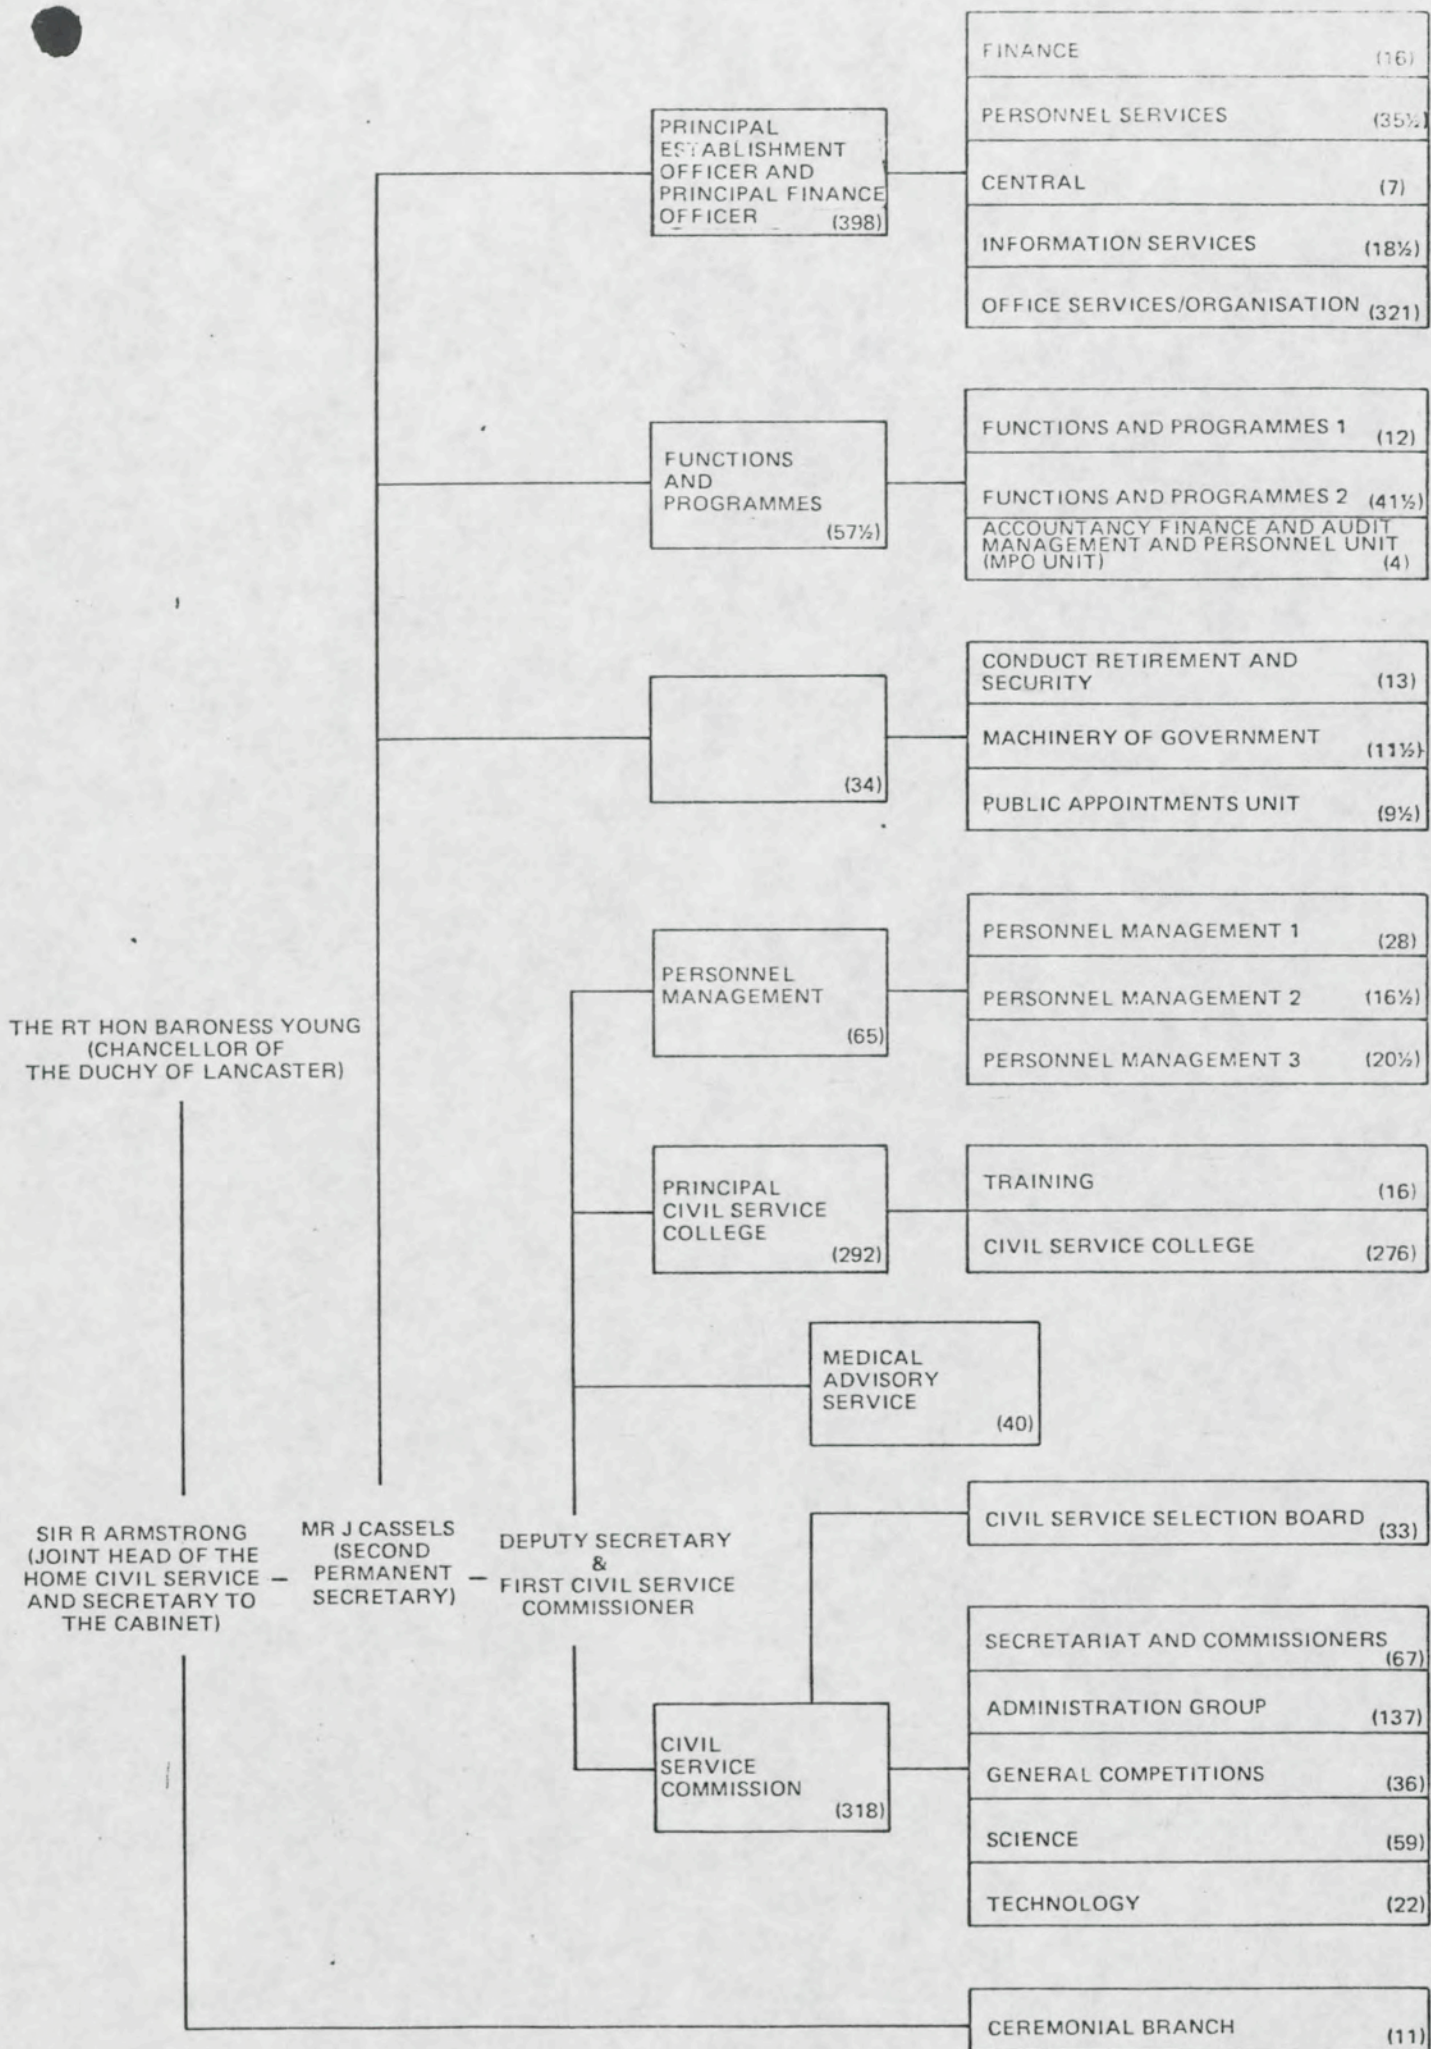 FINANCE (16)
PERSONNEL SERVICES (35½)
CENTRAL (7)
INFORMATION SERVICES (18½)
OFFICE SERVICES/ORGANISATION (321)
PRINCIPAL
ESTABLISHMENT
OFFICER AND
PRINCIPAL FINANCE
OFFICER (398)
FUNCTIONS AND PROGRAMMES 1 (12)
FUNCTIONS AND PROGRAMMES 2 (41½)
ACCOUNTANCY FINANCE AND AUDIT
MANAGEMENT AND PERSONNEL UNIT
(MPO UNIT) (4)
FUNCTIONS
AND
PROGRAMMES
(57½)
CONDUCT RETIREMENT AND
SECURITY (13)
MACHINERY OF GOVERNMENT (11½)
PUBLIC APPOINTMENTS UNIT (9½)
(34)
PERSONNEL MANAGEMENT 1 (28)
PERSONNEL MANAGEMENT 2 (16½)
PERSONNEL MANAGEMENT 3 (20½)
PERSONNEL
MANAGEMENT
(65)
THE RT HON BARONESS YOUNG
(CHANCELLOR OF
THE DUCHY OF LANCASTER)
TRAINING (16)
CIVIL SERVICE COLLEGE (276)
PRINCIPAL
CIVIL SERVICE
COLLEGE
(292)
MEDICAL
ADVISORY
SERVICE
(40)
CIVIL SERVICE SELECTION BOARD (33)
SIR R ARMSTRONG
(JOINT HEAD OF THE
HOME CIVIL SERVICE –
AND SECRETARY TO
THE CABINET)
MR J CASSELS
(SECOND
PERMANENT –
SECRETARY)
DEPUTY SECRETARY
&
FIRST CIVIL SERVICE
COMMISSIONER
SECRETARIAT AND COMMISSIONERS
(67)
ADMINISTRATION GROUP (137)
GENERAL COMPETITIONS (36)
SCIENCE (59)
TECHNOLOGY (22)
CIVIL
SERVICE
COMMISSION
(318)
CEREMONIAL BRANCH (11)